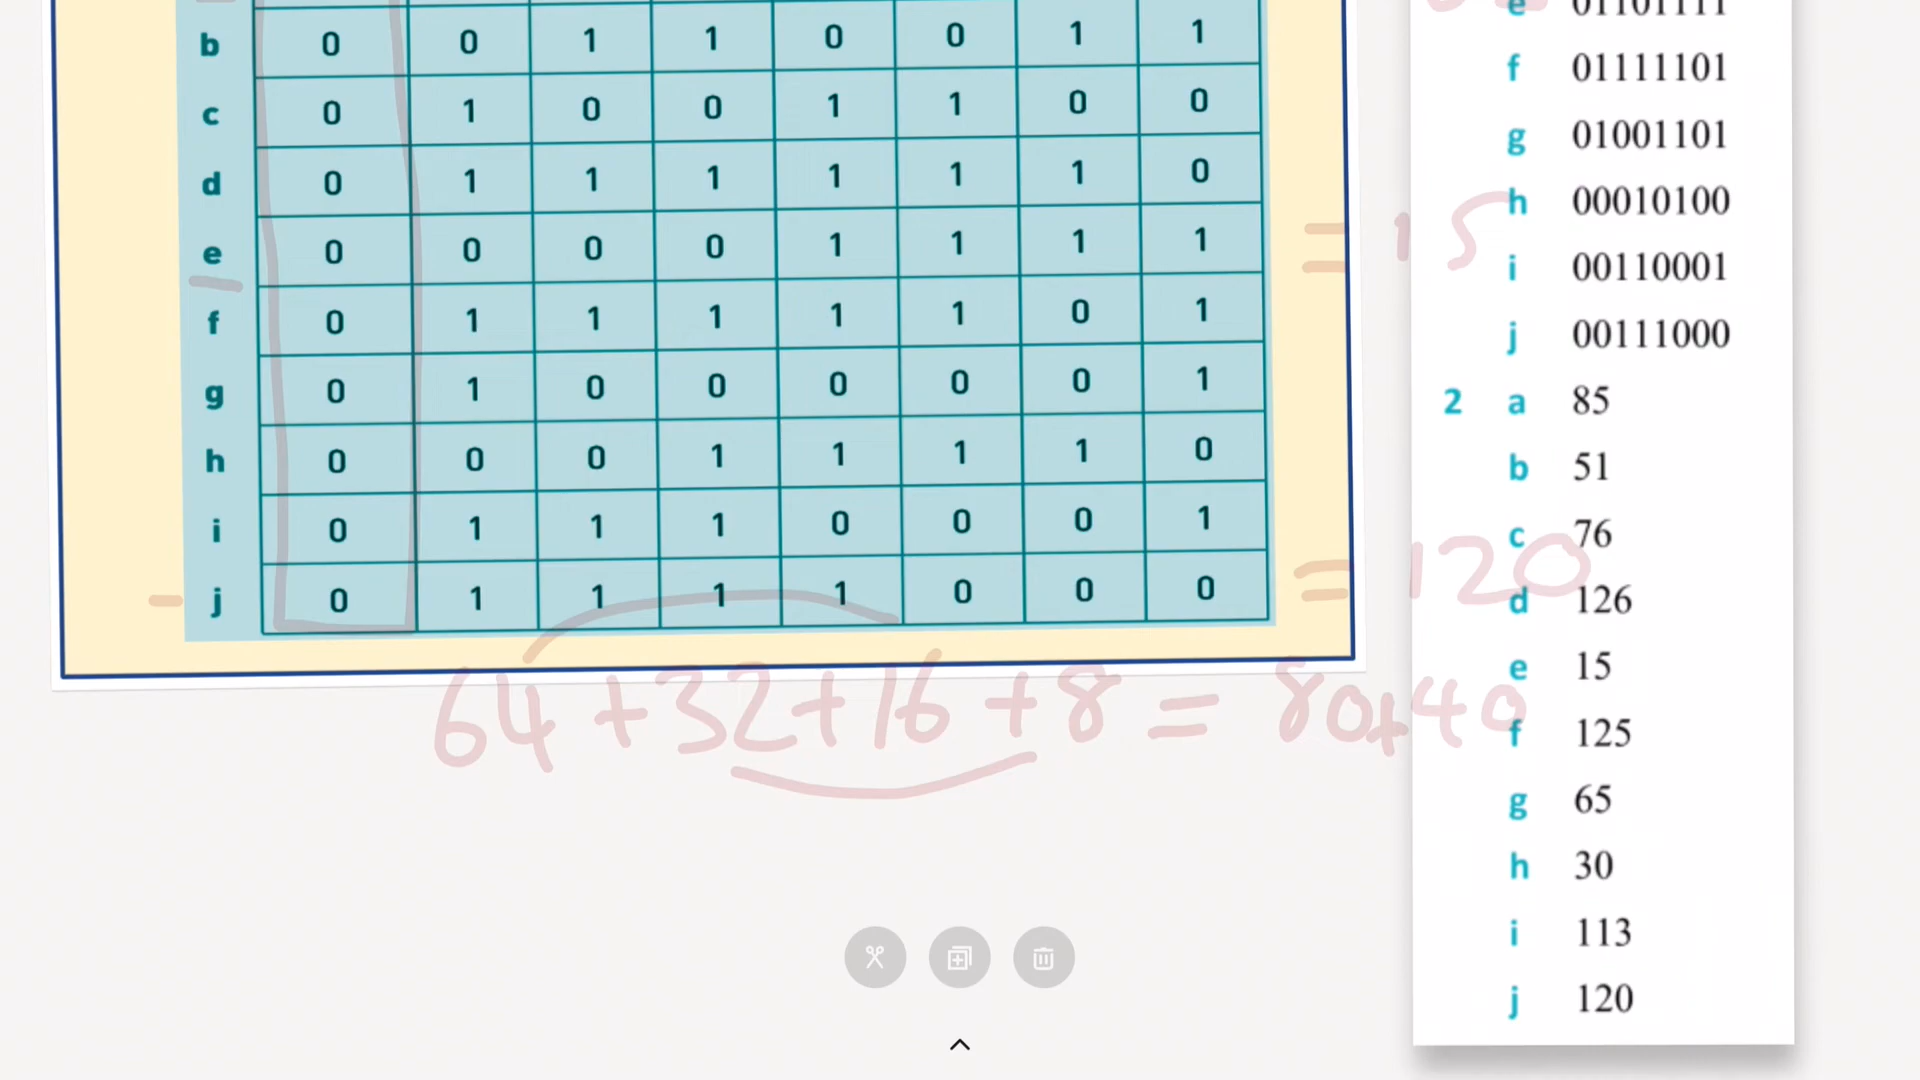 b 0 0 1 1 0 0 1 1
c 0 1 0 0 1 1 0 0
d 0 1 1 1 1 1 1 0
e 0 0 0 0 1 1 1 1
= 15
f 0 1 1 1 1 1 0 1
g 0 1 0 0 0 0 0 1
h 0 0 0 1 1 1 1 0
i 0 1 1 1 0 0 0 1
j 0 1 1 1 1 0 0 0
= 120
64 + 32 + 16 + 8 = 80 + 40
e 01101111
f 01111101
g 01001101
h 00010100
i 00110001
j 00111000
2 a 85
b 51
c 76
d 126
e 15
f 125
g 65
h 30
i 113
j 120